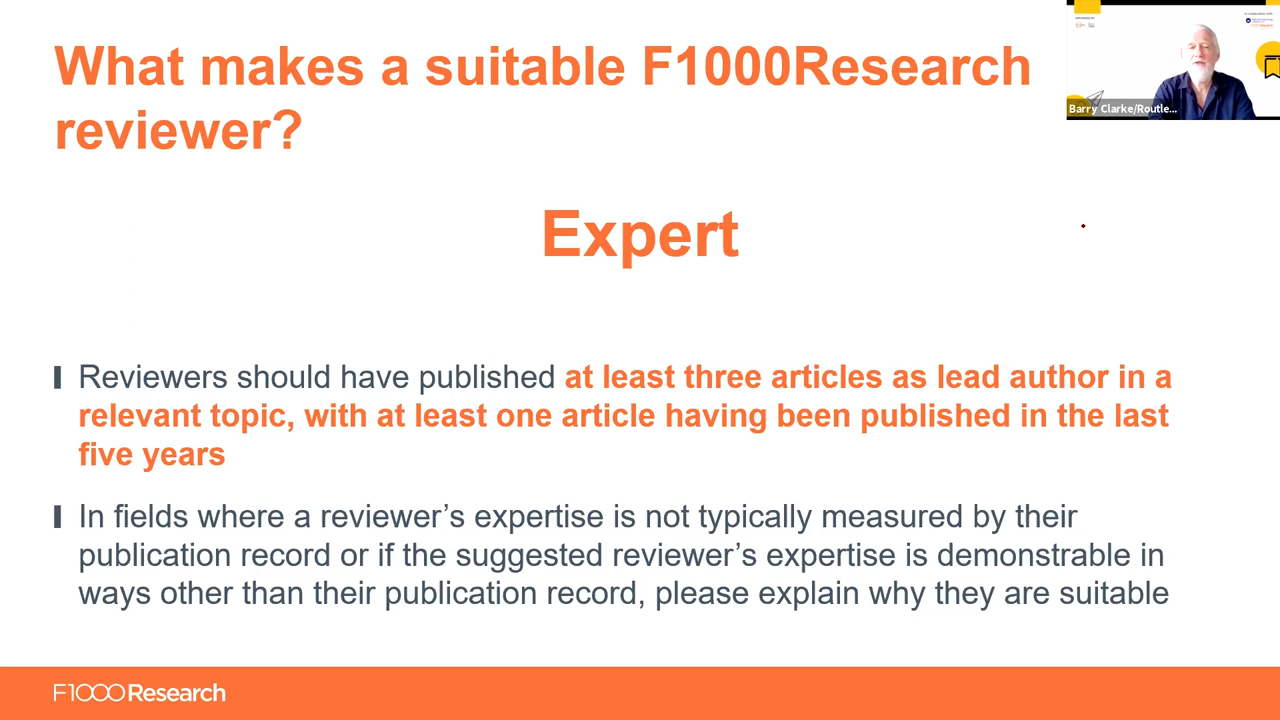 What makes a suitable F1000Research
reviewer?
Barry Clarke/Routle...
Expert
Reviewers should have published at least three articles as lead author in a
relevant topic, with at least one article having been published in the last
five years
In fields where a reviewer’s expertise is not typically measured by their
publication record or if the suggested reviewer’s expertise is demonstrable in
ways other than their publication record, please explain why they are suitable
F1000Research